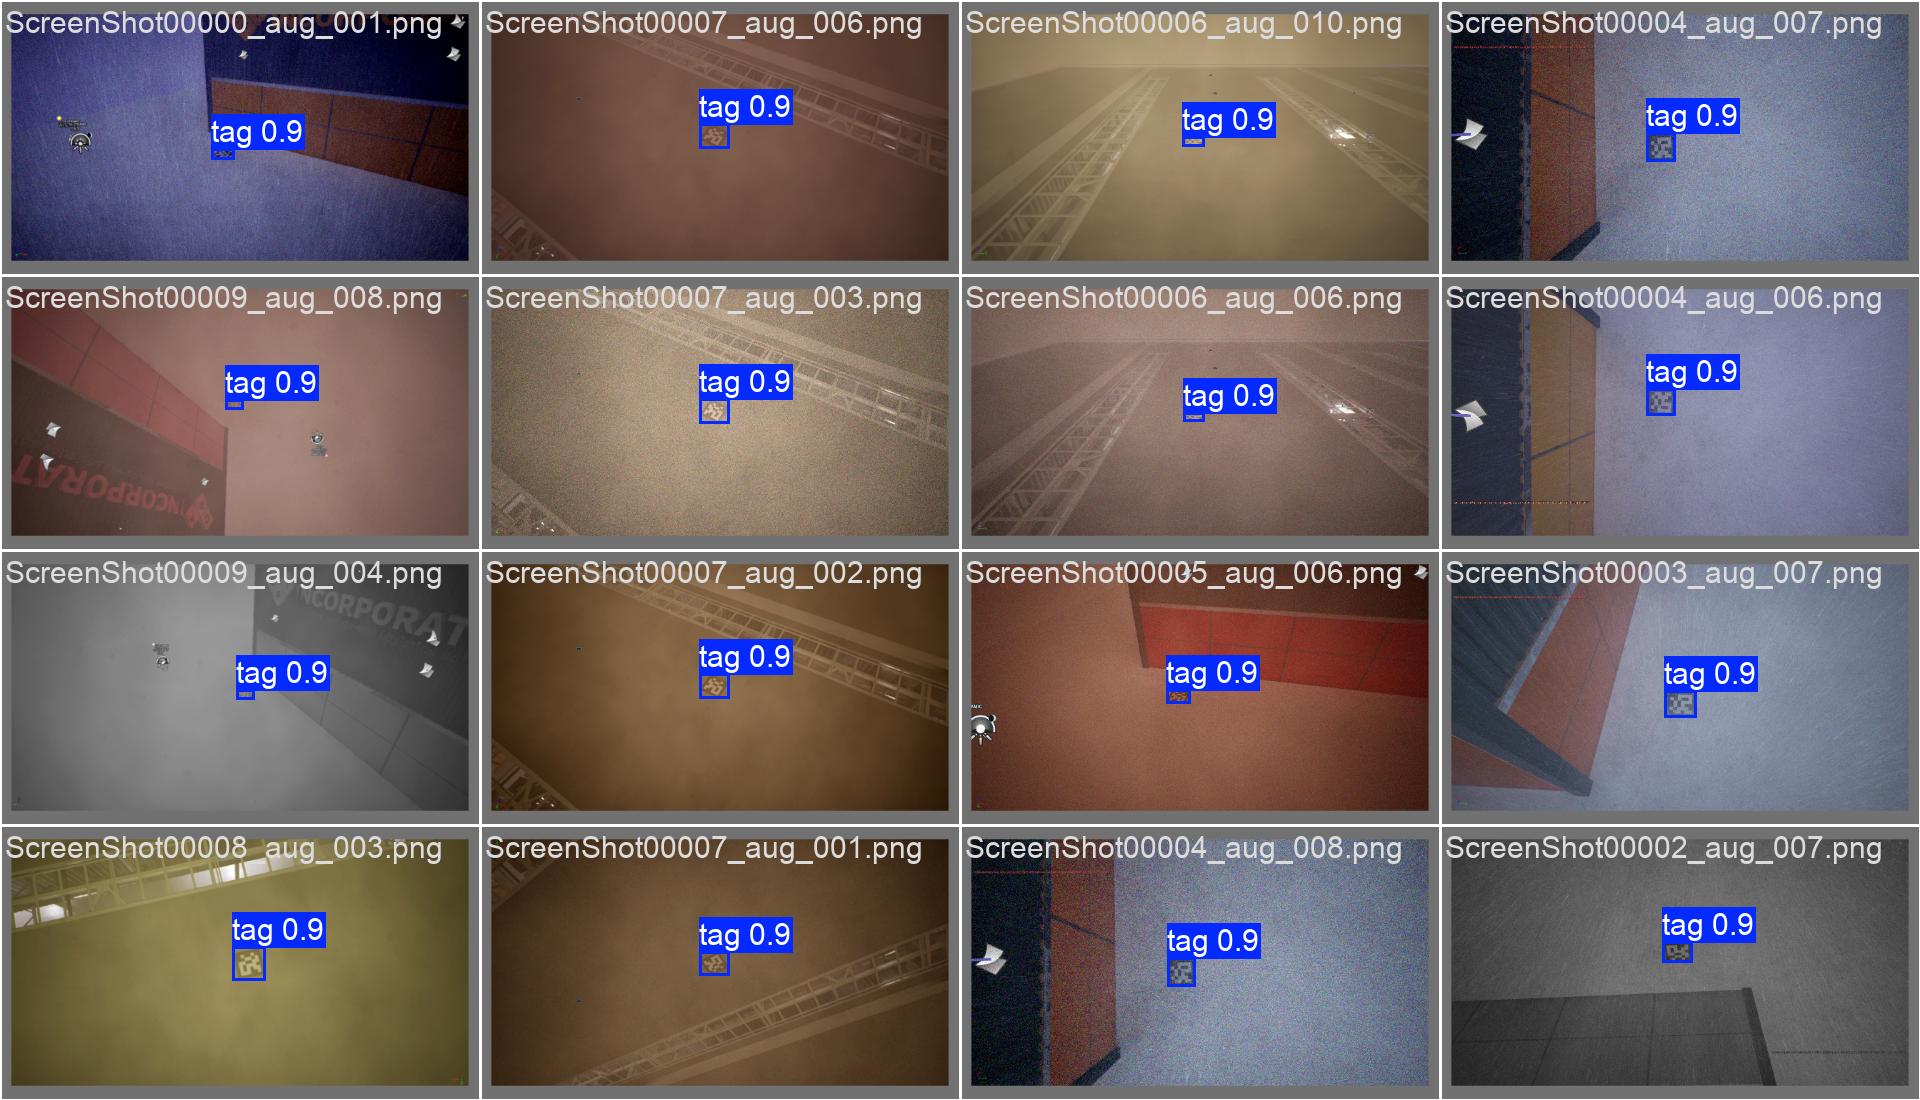 ScreenShot00000_aug_001.png
ScreenShot00007_aug_006.png
ScreenShot00006_aug_010.png
ScreenShot00004_aug_007.png
tag 0.9
tag 0.9
tag 0.9
tag 0.9
ScreenShot00009_aug_008.png
ScreenShot00007_aug_003.png
ScreenShot00006_aug_006.png
ScreenShot00004_aug_006.png
tag 0.9
tag 0.9
tag 0.9
tag 0.9
INCORPORAT
ScreenShot00009_aug_004.png
ScreenShot00007_aug_002.png
ScreenShot00005_aug_006.png
ScreenShot00003_aug_007.png
INCORPORAT
tag 0.9
tag 0.9
tag 0.9
tag 0.9
ScreenShot00008_aug_003.png
ScreenShot00007_aug_001.png
ScreenShot00004_aug_008.png
ScreenShot00002_aug_007.png
tag 0.9
tag 0.9
tag 0.9
tag 0.9